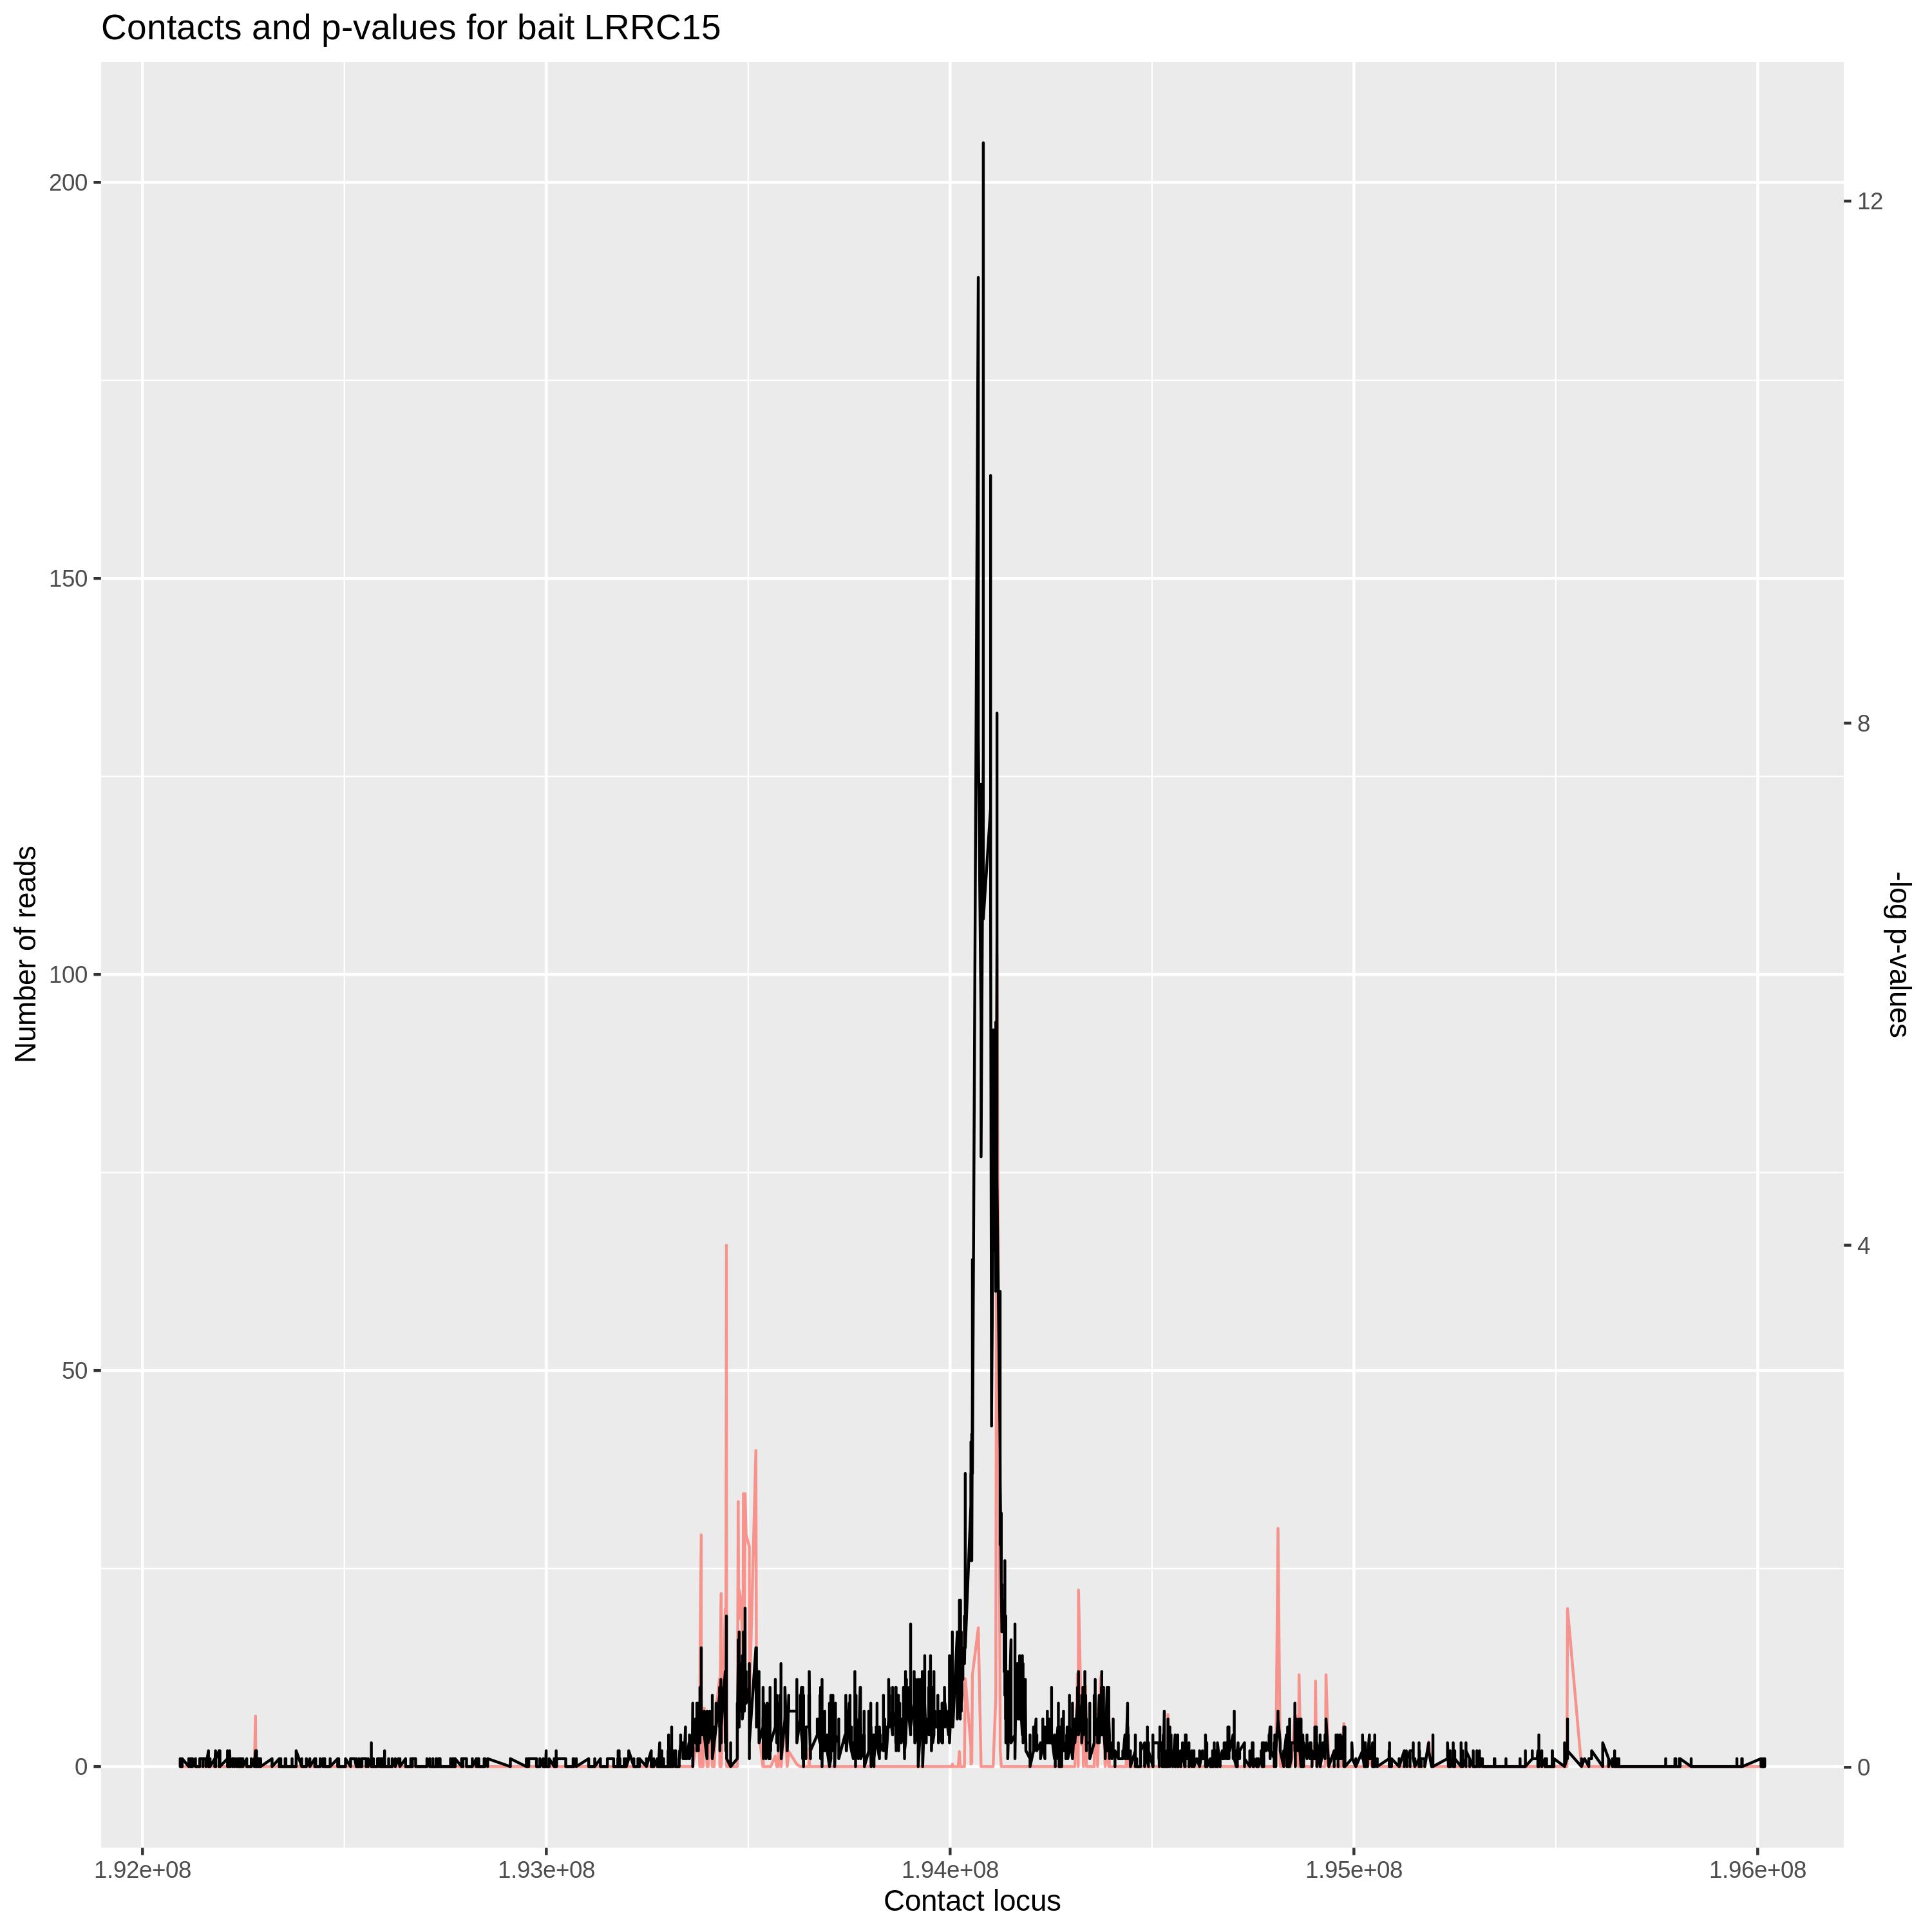 Contacts and p-values for bait LRRC15
200
150
100
50
0
Number of reads
12
8
4
0
-log p-values
1.92e+08
1.93e+08
1.94e+08
1.95e+08
1.96e+08
Contact locus